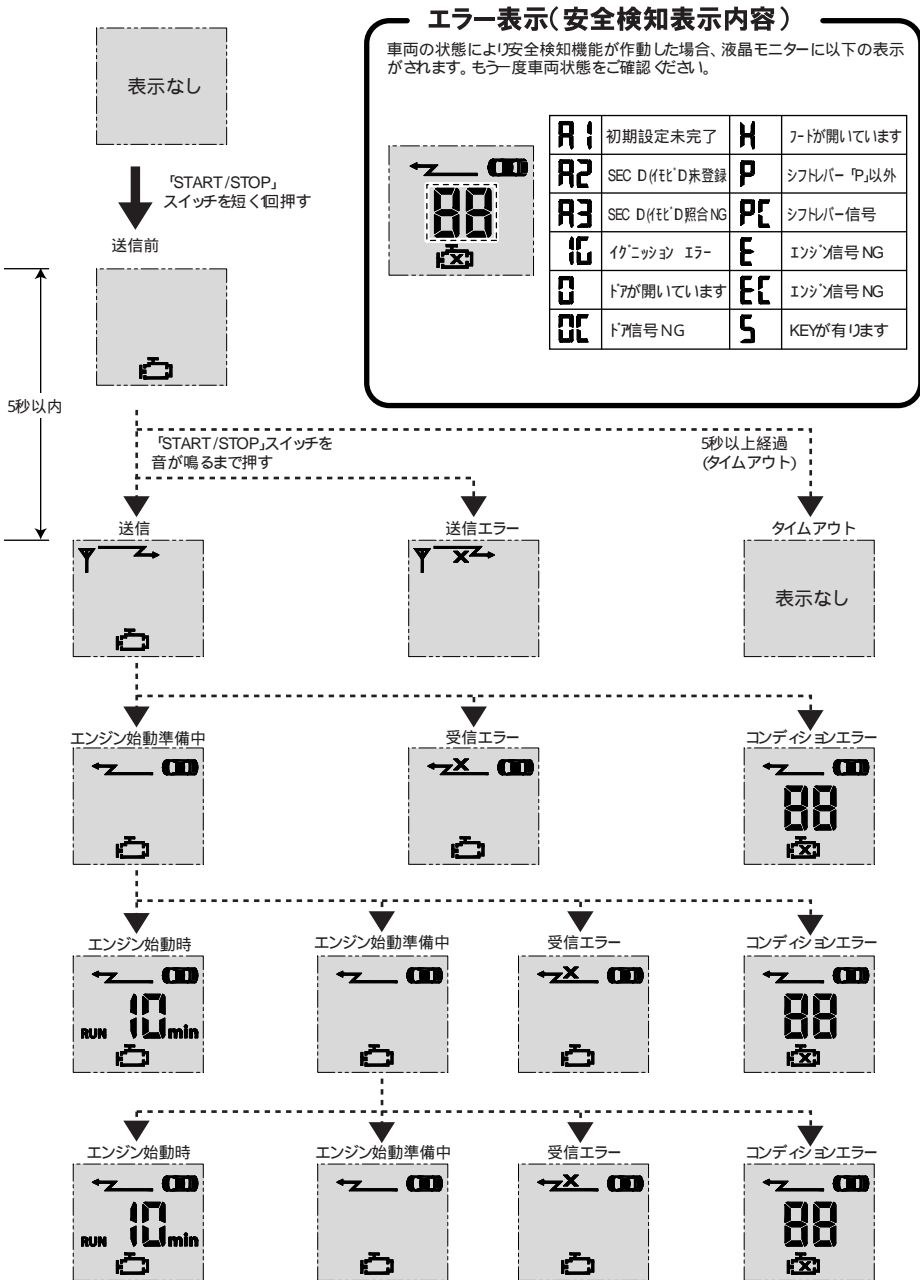 エラー表示(安全検知表示内容)
車両の状態により安全検知機能が作動した場合、液晶モニターに以下の表示
がされます。もう一度車両状態をご確認ください。
88
A1 初期設定未完了 H フードが開いています
A2 SEC D(イモビD)未登録 P シフトレバー「P」以外
A3 SEC D(イモビD)照合NG PC シフトレバー信号
IG イグニッション エラー E エンジン信号NG
D ドアが開いています EC エンジン信号NG
DC ドア信号NG S KEYが有ります
表示なし
「START/STOP」
スイッチを短く1回押す
送信前
5秒以内
「START/STOP」スイッチを
音が鳴るまで押す
5秒以上経過
(タイムアウト)
送信 送信エラー タイムアウト
表示なし
エンジン始動準備中 受信エラー コンディションエラー
88
エンジン始動時 エンジン始動準備中 受信エラー コンディションエラー
RUN 10 min 88
エンジン始動時 エンジン始動準備中 受信エラー コンディションエラー
RUN 10 min 88